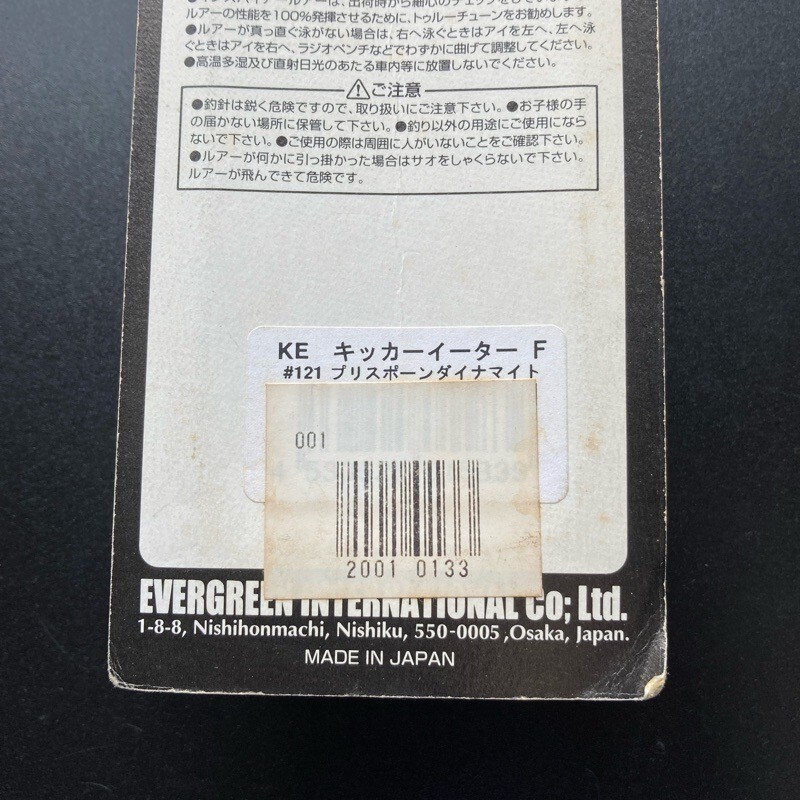 ルアーの性能を100%発揮させるために、トゥルーチューンをお勧めします。
●ルアーが真っ直ぐ泳がない場合は、右へ泳ぐときはアイを左へ、左へ泳
ぐときはアイを右へ、ラジオペンチなどでわずかに曲げて調整してください。
●高温多湿及び直射日光のあたる車内等に放置しないでください。
⚠ご注意
●釣針は鋭く危険ですので、取り扱いにご注意下さい。●お子様の手
の届かない場所に保管して下さい。●釣り以外の用途にご使用になら
ないで下さい。●ご使用の際は周囲に人がいないことをご確認下さい。
●ルアーが何かに引っ掛かった場合はサオをしゃくらないで下さい。
ルアーが飛んできて危険です。
KE キッカーイーター F
#121 プリスポーンダイナマイト
001
2001 0133
EVERGREEN INTERNATIONAL Co; Ltd.
1-8-8, Nishihonmachi, Nishiku, 550-0005 ,Osaka, Japan.
MADE IN JAPAN